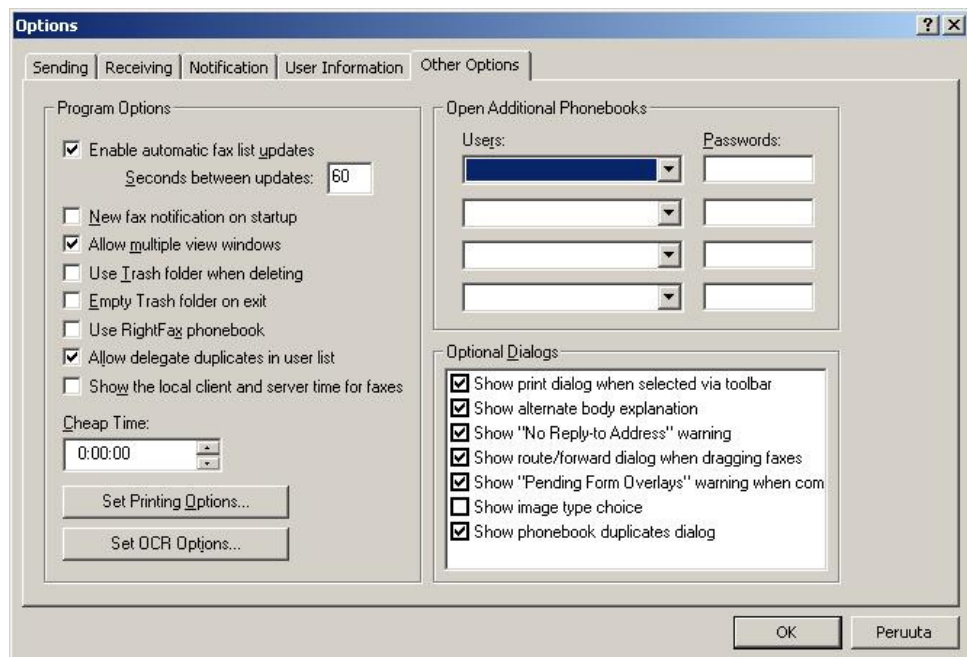 Options
Sending
Receiving
Notification
User Information
Other Options
Program Options
Enable automatic fax list updates
Seconds between updates: 60
New fax notification on startup
Allow multiple view windows
Use Trash folder when deleting
Empty Trash folder on exit
Use RightFax phonebook
Allow delegate duplicates in user list
Show the local client and server time for faxes
Cheap Time:
0:00:00
Set Printing Options...
Set OCR Options...
Open Additional Phonebooks
Users:
Passwords:
Optional Dialogs
Show print dialog when selected via toolbar
Show alternate body explanation
Show "No Reply-to Address" warning
Show route/forward dialog when dragging faxes
Show "Pending Form Overlays" warning when com
Show image type choice
Show phonebook duplicates dialog
OK
Peruuta